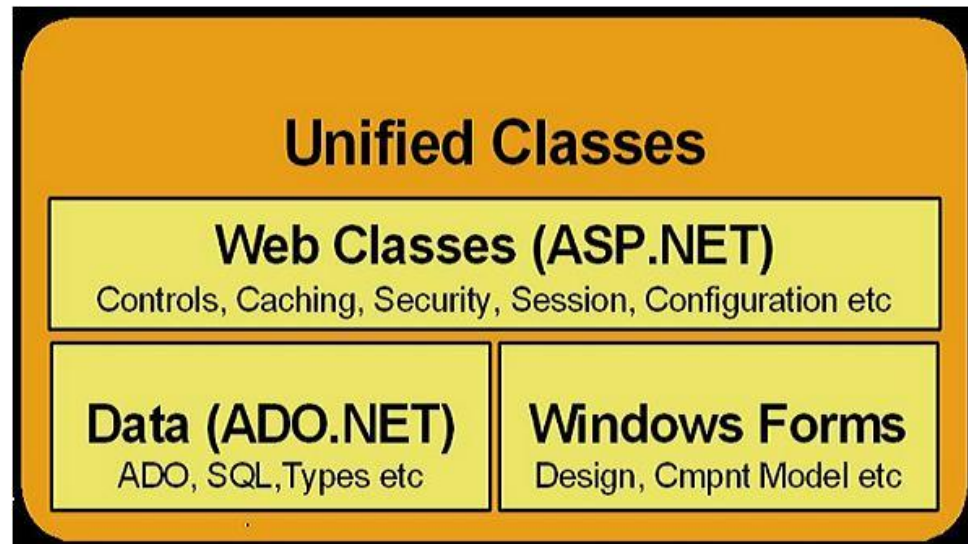 Unified Classes
Web Classes (ASP.NET)
Controls, Caching, Security, Session, Configuration etc
Data (ADO.NET)
ADO, SQL,Types etc
Windows Forms
Design, Cmpnt Model etc